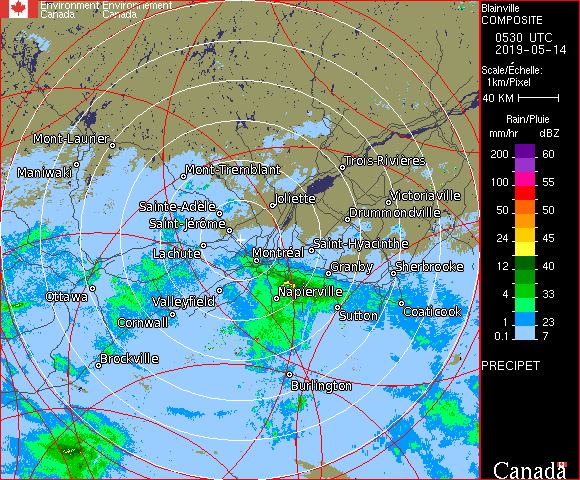 Environment Environnement
Canada Canada
Blainville
COMPOSITE
0530 UTC
2019-05-14
Scale/Échelle:
1km/Pixel
40 KM
Rain/Pluie
mm/hr dBZ
200 60
100 55
50 50
24 45
12 40
4 33
1 23
0.1 7
PRECIPET
Canada
Mont-Laurier
Maniwaki
Mont-Tremblant
Trois-Rivières
Sainte-Adèle
Joliette
Victoriaville
Drummondville
Saint-Jérôme
Lachute
Montréal
Saint-Hyacinthe
Granby
Sherbrooke
Ottawa
Valleyfield
Napierville
Cornwall
Sutton
Coaticook
Brockville
Burlington